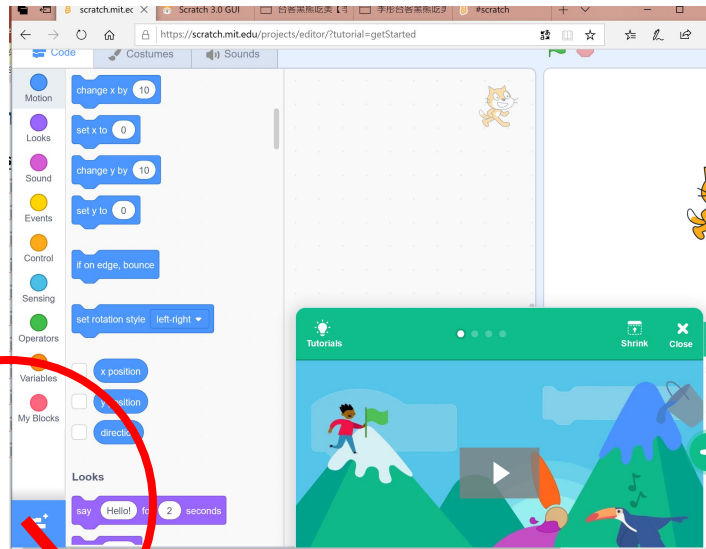 scratch.mit.ec
Scratch 3.0 GUI
#scratch
https://scratch.mit.edu/projects/editor/?tutorial=getStarted
Code
Costumes
Sounds
Motion
Looks
Sound
Events
Control
Sensing
Operators
Variables
My Blocks
change x by 10
set x to 0
change y by 10
set y to 0
if on edge, bounce
set rotation style left-right
x position
y position
direction
Looks
say Hello! for 2 seconds
Tutorials
Shrink
Close